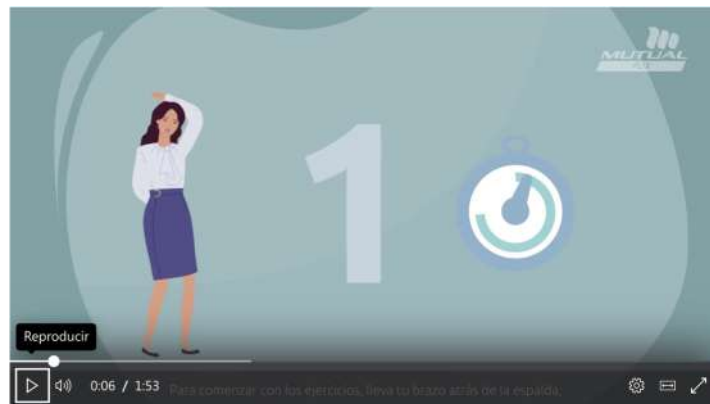 MUTUAL
1
Reproducir
0:06 / 1:53
Para comenzar con los ejercicios, lleva tu brazo atrás de la espalda;